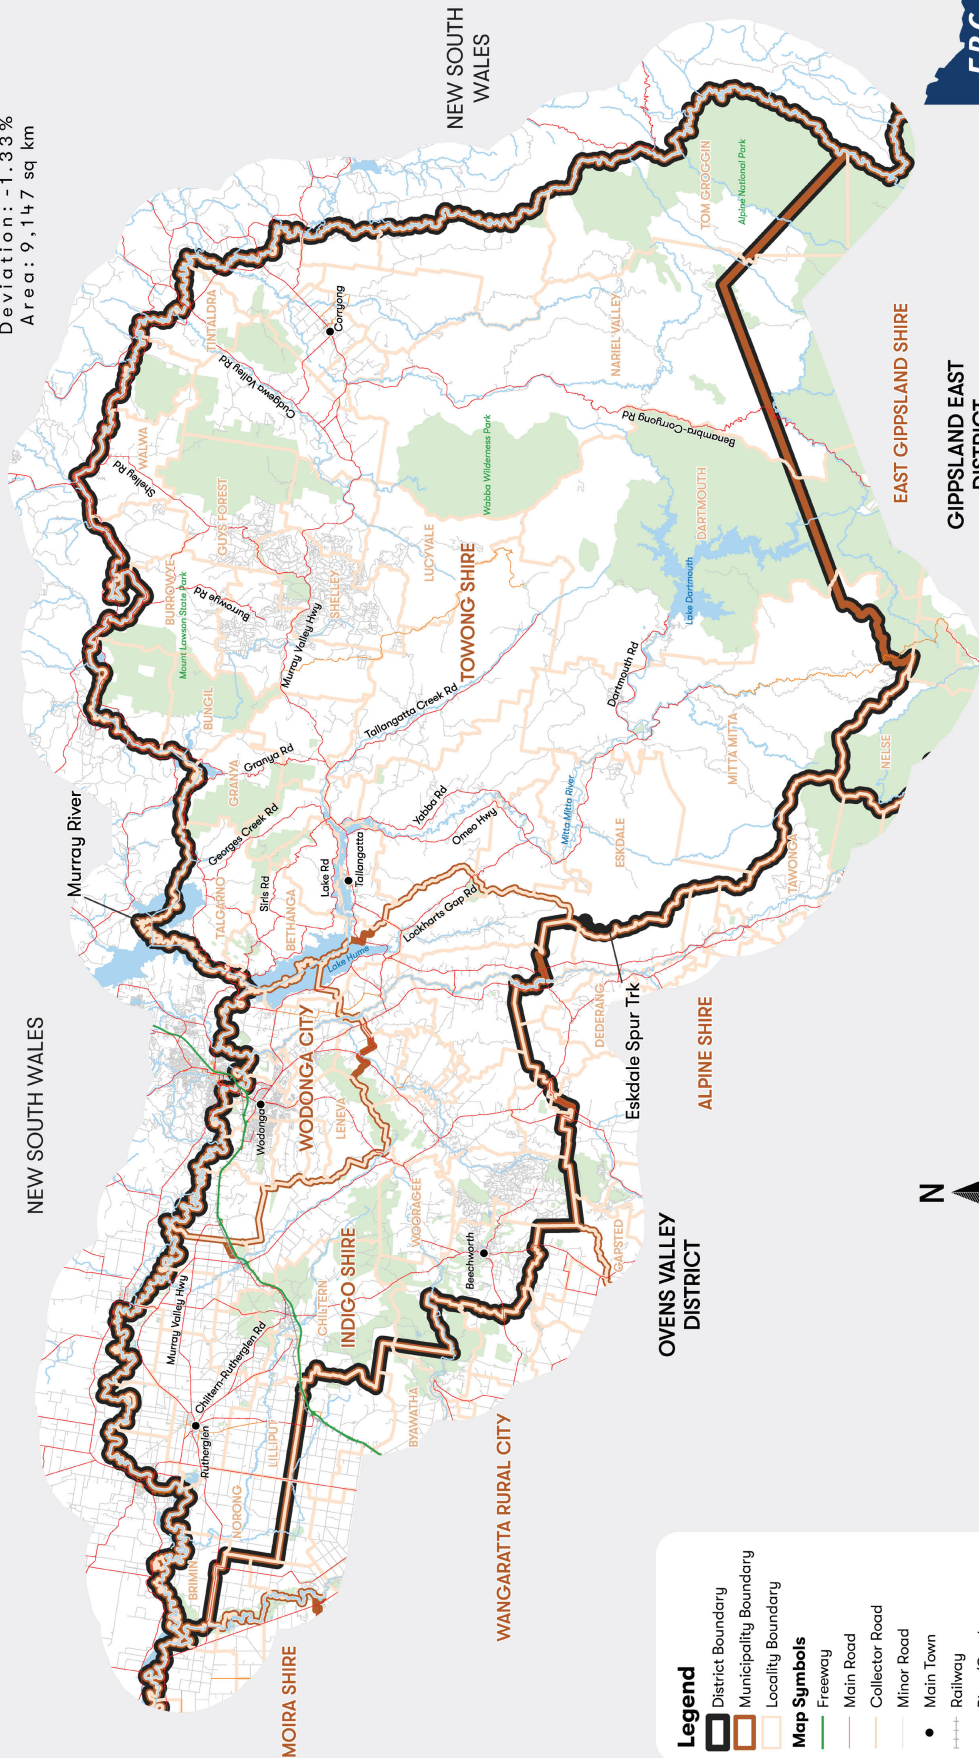 Deviation: -1.33%
Area: 9,147 sq km
NEW SOUTH WALES
NEW SOUTH
WALES
Murray River
TINTALDRA
Corryong
Cudgewa Valley Rd
WALWA
Shelley Rd
GUYS FOREST
BURROWYE
Mount Lawson State Park
Burrowye Rd
SHELLEY
Murray Valley Hwy
BUNGIL
LUCYVALE
Wabba Wilderness Park
TOM GROGGIN
Alpine National Park
NARIEL VALLEY
Benambra-Corryong Rd
DARTMOUTH
Lake Dartmouth
TOWONG SHIRE
Tallangatta Creek Rd
Dartmouth Rd
Granya Rd
GRANYA
Georges Creek Rd
Yabba Rd
Omeo Hwy
Mitta Mitta River
MITTA MITTA
ESKDALE
NELSE
TAWONGA
TALGARNO
Sirls Rd
BETHANGA
Lake Rd
Tallangatta
Lockharts Gap Rd
Lake Hume
WODONGA CITY
Wodonga
LENEVA
DEDERANG
Eskdale Spur Trk
ALPINE SHIRE
EAST GIPPSLAND SHIRE
GIPPSLAND EAST
WOORAGEE
Beechworth
GAPSTED
OVENS VALLEY
DISTRICT
INDIGO SHIRE
CHILTERN
Murray Valley Hwy
Chiltern-Rutherglen Rd
Rutherglen
LILLIPUT
BYAWATHA
NORONG
BRIMIN
WANGARATTA RURAL CITY
MOIRA SHIRE
N
Legend
District Boundary
Municipality Boundary
Locality Boundary
Map Symbols
Freeway
Main Road
Collector Road
Minor Road
Main Town
Railway